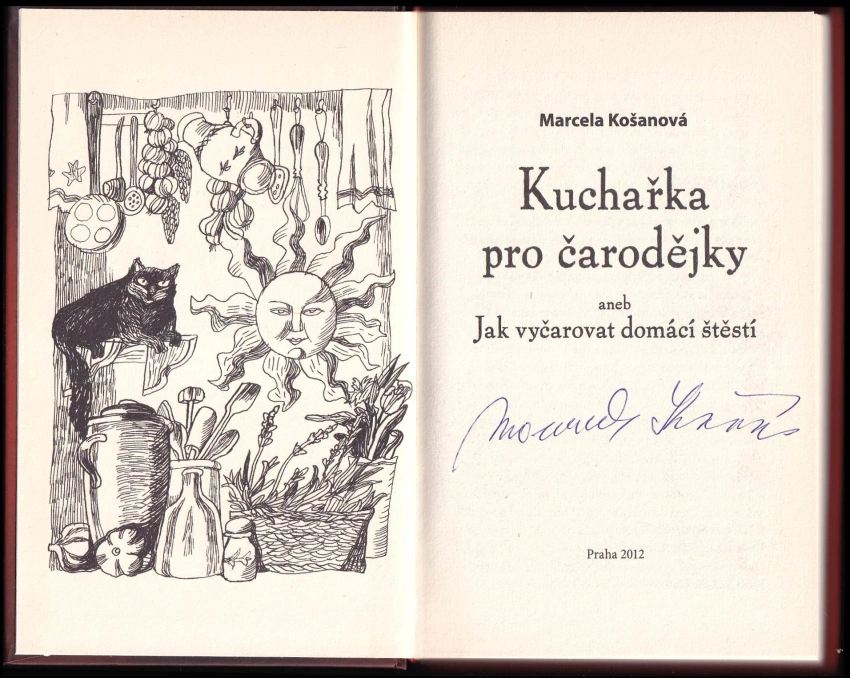 Marcela Košanová
Kuchařka
pro čarodějky
aneb
Jak vyčarovat domácí štěstí
Praha 2012